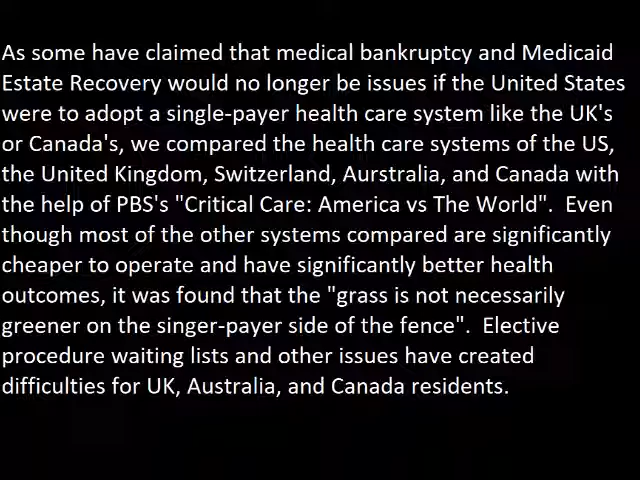 As some have claimed that medical bankruptcy and Medicaid
Estate Recovery would no longer be issues if the United States
were to adopt a single-payer health care system like the UK's
or Canada's, we compared the health care systems of the US,
the United Kingdom, Switzerland, Aurstralia, and Canada with
the help of PBS's "Critical Care: America vs The World".  Even
though most of the other systems compared are significantly
cheaper to operate and have significantly better health
outcomes, it was found that the "grass is not necessarily
greener on the singer-payer side of the fence".  Elective
procedure waiting lists and other issues have created
difficulties for UK, Australia, and Canada residents.